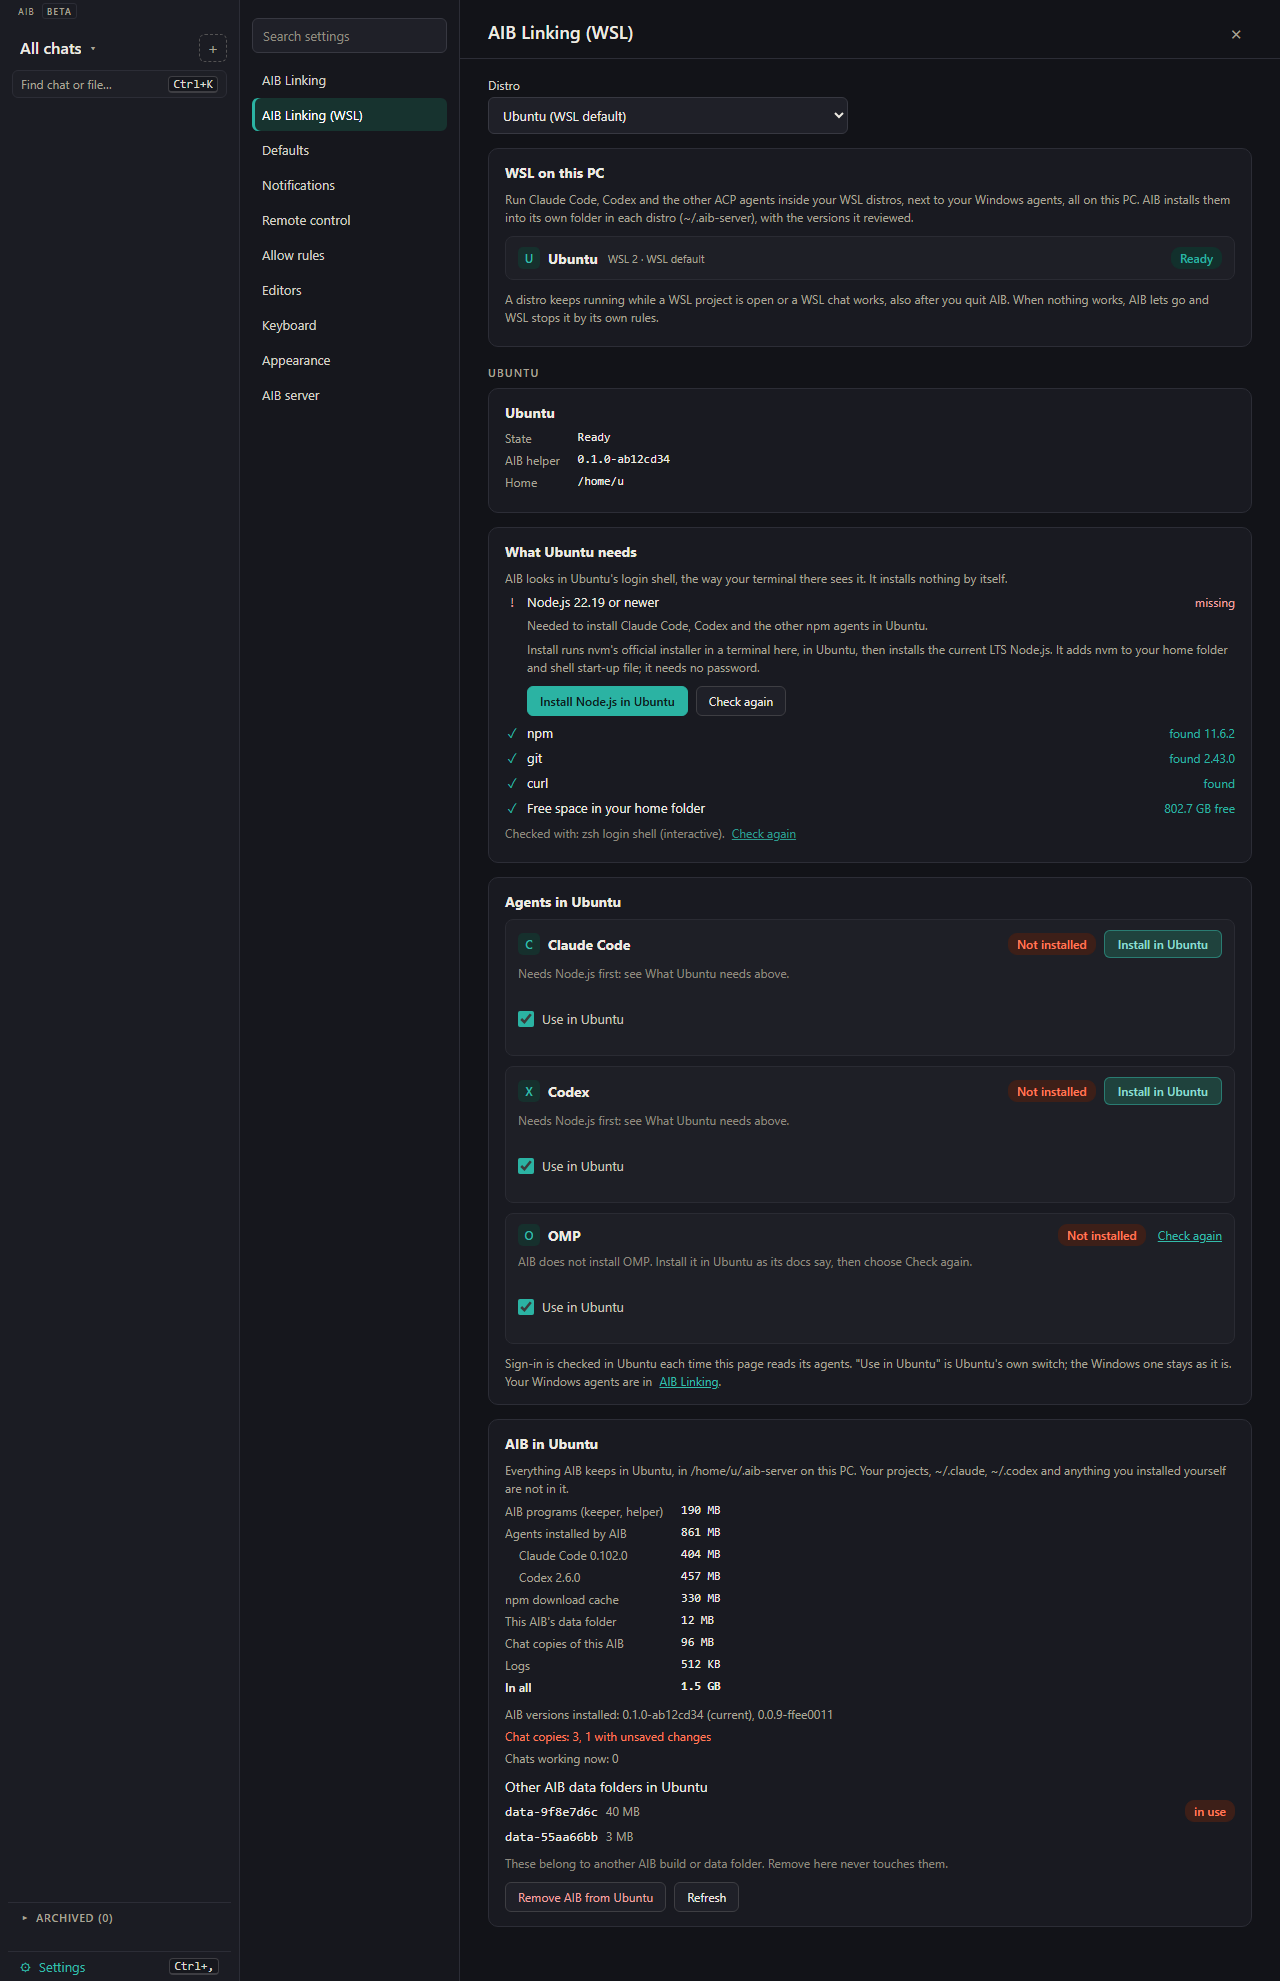 AIB BETA
All chats
+
Find chat or file... Ctrl+K
ARCHIVED (0)
Settings Ctrl+,
Search settings
AIB Linking
AIB Linking (WSL)
Defaults
Notifications
Remote control
Allow rules
Editors
Keyboard
Appearance
AIB server
AIB Linking (WSL)
Distro
Ubuntu (WSL default)
WSL on this PC
Run Claude Code, Codex and the other ACP agents inside your WSL distros, next to your Windows agents, all on this PC. AIB installs them
into its own folder in each distro (~/.aib-server), with the versions it reviewed.
U Ubuntu WSL 2 · WSL default Ready
A distro keeps running while a WSL project is open or a WSL chat works, also after you quit AIB. When nothing works, AIB lets go and
WSL stops it by its own rules.
UBUNTU
Ubuntu
State Ready
AIB helper 0.1.0-ab12cd34
Home /home/u
What Ubuntu needs
AIB looks in Ubuntu's login shell, the way your terminal there sees it. It installs nothing by itself.
! Node.js 22.19 or newer missing
Needed to install Claude Code, Codex and the other npm agents in Ubuntu.
Install runs nvm's official installer in a terminal here, in Ubuntu, then installs the current LTS Node.js. It adds nvm to your home folder
and shell start-up file; it needs no password.
Install Node.js in Ubuntu Check again
✓ npm found 11.6.2
✓ git found 2.43.0
✓ curl found
✓ Free space in your home folder 802.7 GB free
Checked with: zsh login shell (interactive). Check again
Agents in Ubuntu
C Claude Code Not installed Install in Ubuntu
Needs Node.js first: see What Ubuntu needs above.
Use in Ubuntu
X Codex Not installed Install in Ubuntu
Needs Node.js first: see What Ubuntu needs above.
Use in Ubuntu
O OMP Not installed Check again
AIB does not install OMP. Install it in Ubuntu as its docs say, then choose Check again.
Use in Ubuntu
Sign-in is checked in Ubuntu each time this page reads its agents. "Use in Ubuntu" is Ubuntu's own switch; the Windows one stays as it is.
Your Windows agents are in AIB Linking.
AIB in Ubuntu
Everything AIB keeps in Ubuntu, in /home/u/.aib-server on this PC. Your projects, ~/.claude, ~/.codex and anything you installed yourself
are not in it.
AIB programs (keeper, helper) 190 MB
Agents installed by AIB 861 MB
Claude Code 0.102.0 404 MB
Codex 2.6.0 457 MB
npm download cache 330 MB
This AIB's data folder 12 MB
Chat copies of this AIB 96 MB
Logs 512 KB
In all 1.5 GB
AIB versions installed: 0.1.0-ab12cd34 (current), 0.0.9-ffee0011
Chat copies: 3, 1 with unsaved changes
Chats working now: 0
Other AIB data folders in Ubuntu
data-9f8e7d6c 40 MB in use
data-55aa66bb 3 MB
These belong to another AIB build or data folder. Remove here never touches them.
Remove AIB from Ubuntu Refresh